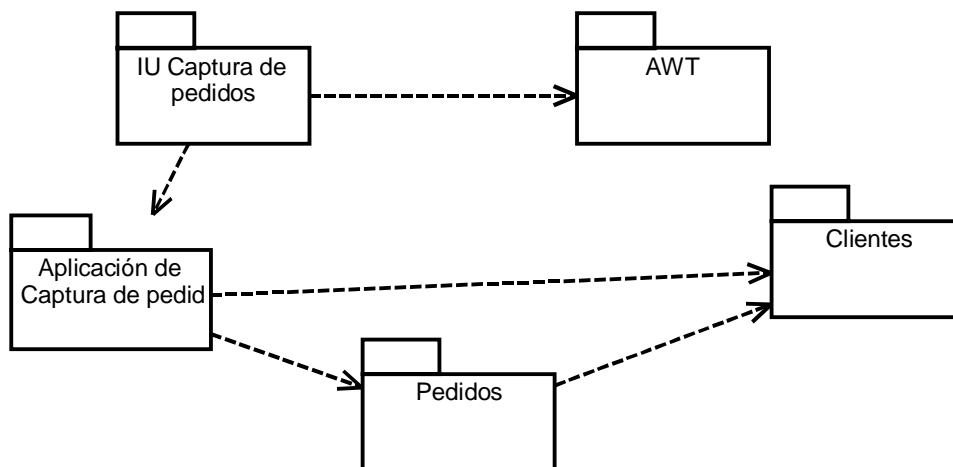 IU Captura de
pedidos
AWT
Clientes
Aplicación de
Captura de pedid
Pedidos